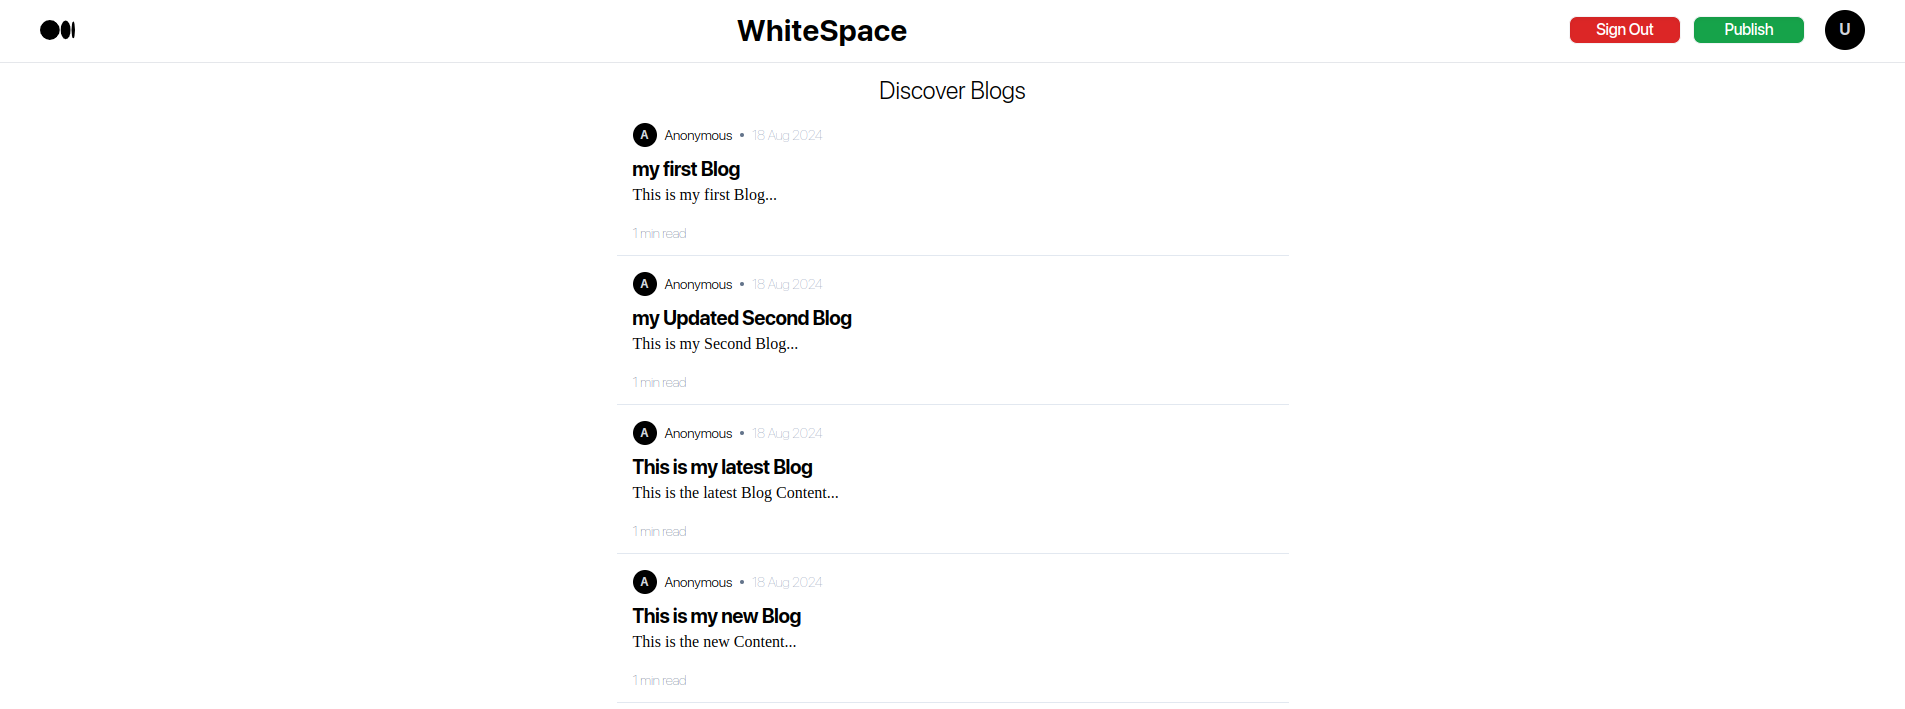 WhiteSpace
Sign Out
Publish
U
Discover Blogs
A Anonymous • 18 Aug 2024
my first Blog
This is my first Blog...
1 min read
A Anonymous • 18 Aug 2024
my Updated Second Blog
This is my Second Blog...
1 min read
A Anonymous • 18 Aug 2024
This is my latest Blog
This is the latest Blog Content...
1 min read
A Anonymous • 18 Aug 2024
This is my new Blog
This is the new Content...
1 min read